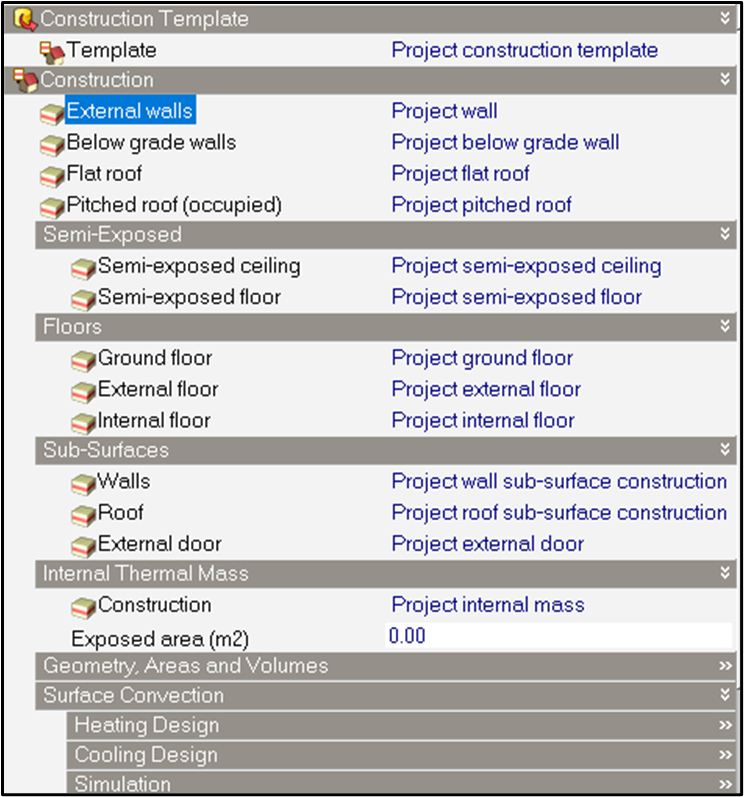 Construction Template
Template Project construction template
Construction
External walls Project wall
Below grade walls Project below grade wall
Flat roof Project flat roof
Pitched roof (occupied) Project pitched roof
Semi-Exposed
Semi-exposed ceiling Project semi-exposed ceiling
Semi-exposed floor Project semi-exposed floor
Floors
Ground floor Project ground floor
External floor Project external floor
Internal floor Project internal floor
Sub-Surfaces
Walls Project wall sub-surface construction
Roof Project roof sub-surface construction
External door Project external door
Internal Thermal Mass
Construction Project internal mass
Exposed area (m2) 0.00
Geometry, Areas and Volumes
Surface Convection
Heating Design
Cooling Design
Simulation